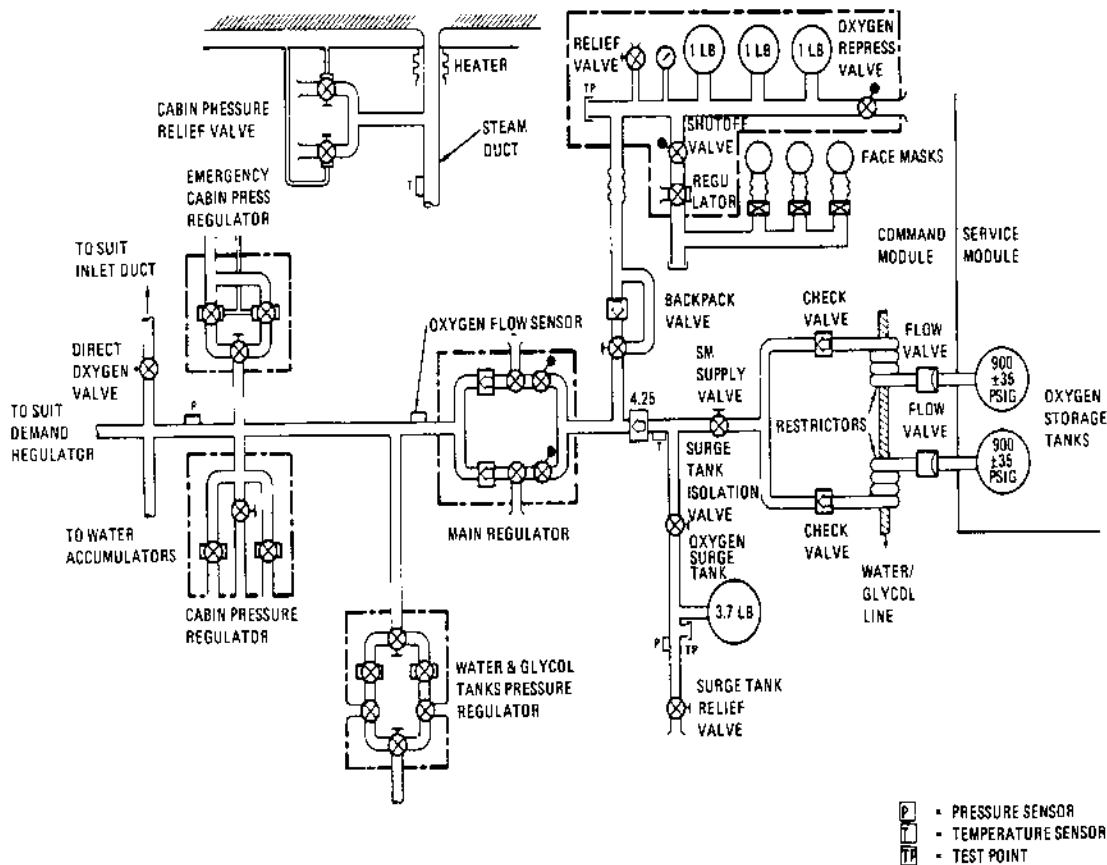 HEATER
RELIEF
VALVE
1 LB
1 LB
1 LB
OXYGEN
REPRESS
VALVE
TP
CABIN PRESSURE
RELIEF VALVE
STEAM
DUCT
T
SHUTOFF
VALVE
FACE MASKS
REGU
LATOR
EMERGENCY
CABIN PRESS
REGULATOR
TO SUIT
INLET DUCT
COMMAND
MODULE
SERVICE
MODULE
BACKPACK
VALVE
CHECK
VALVE
FLOW
VALVE
OXYGEN FLOW SENSOR
DIRECT
OXYGEN
VALVE
SM
SUPPLY
VALVE
900
±35
PSIG
OXYGEN
STORAGE
TANKS
TO SUIT
DEMAND
REGULATOR
P
4.25
T
RESTRICTORS
FLOW
VALVE
900
±35
PSIG
SURGE
TANK
ISOLATION
VALVE
MAIN REGULATOR
TO WATER
ACCUMULATORS
CHECK
VALVE
OXYGEN
SURGE
TANK
WATER/
GLYCOL
LINE
CABIN PRESSURE
REGULATOR
3.7 LB
P
TP
WATER & GLYCOL
TANKS PRESSURE
REGULATOR
SURGE TANK
RELIEF
VALVE
P = PRESSURE SENSOR
T = TEMPERATURE SENSOR
TP = TEST POINT